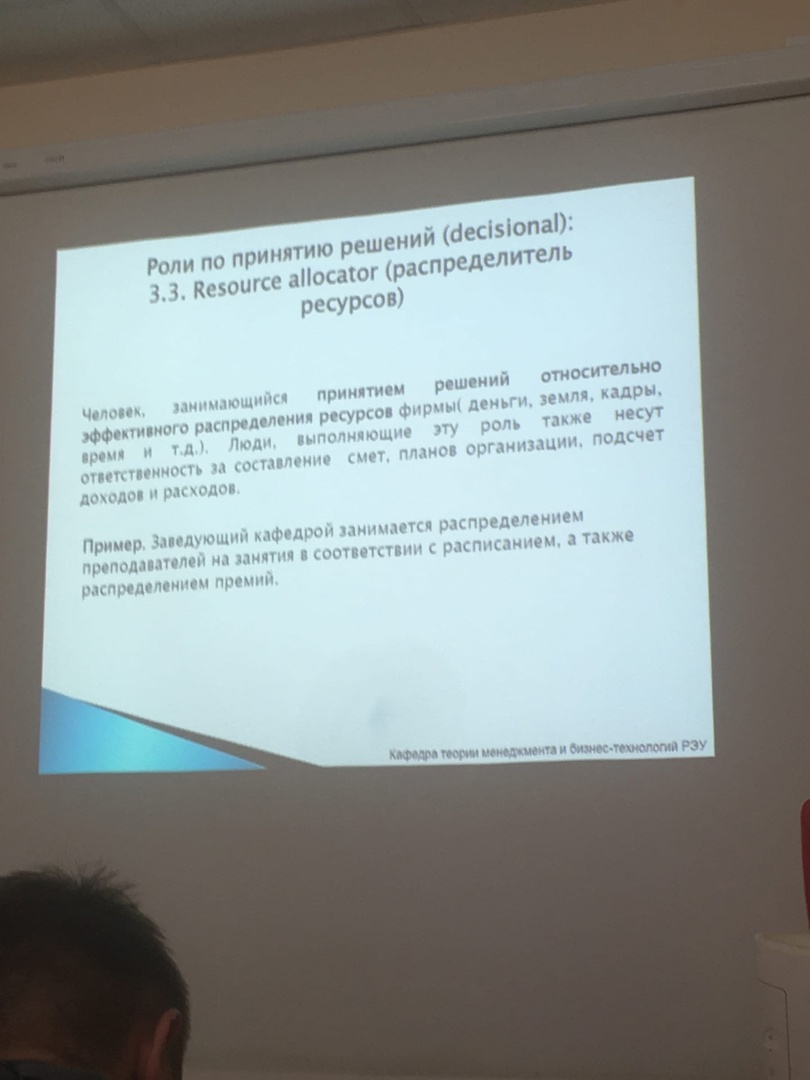 Роли по принятию решений (decisional):
3.3. Resource allocator (распределитель
ресурсов)
Человек, занимающийся принятием решений относительно
эффективного распределения ресурсов фирмы( деньги, земля, кадры,
время и т.д.). Люди, выполняющие эту роль также несут
ответственность за составление смет, планов организации, подсчет
доходов и расходов.
Пример. Заведующий кафедрой занимается распределением
преподавателей на занятия в соответствии с расписанием, а также
распределением премий.
Кафедра теории менеджмента и бизнес-технологий РЭУ